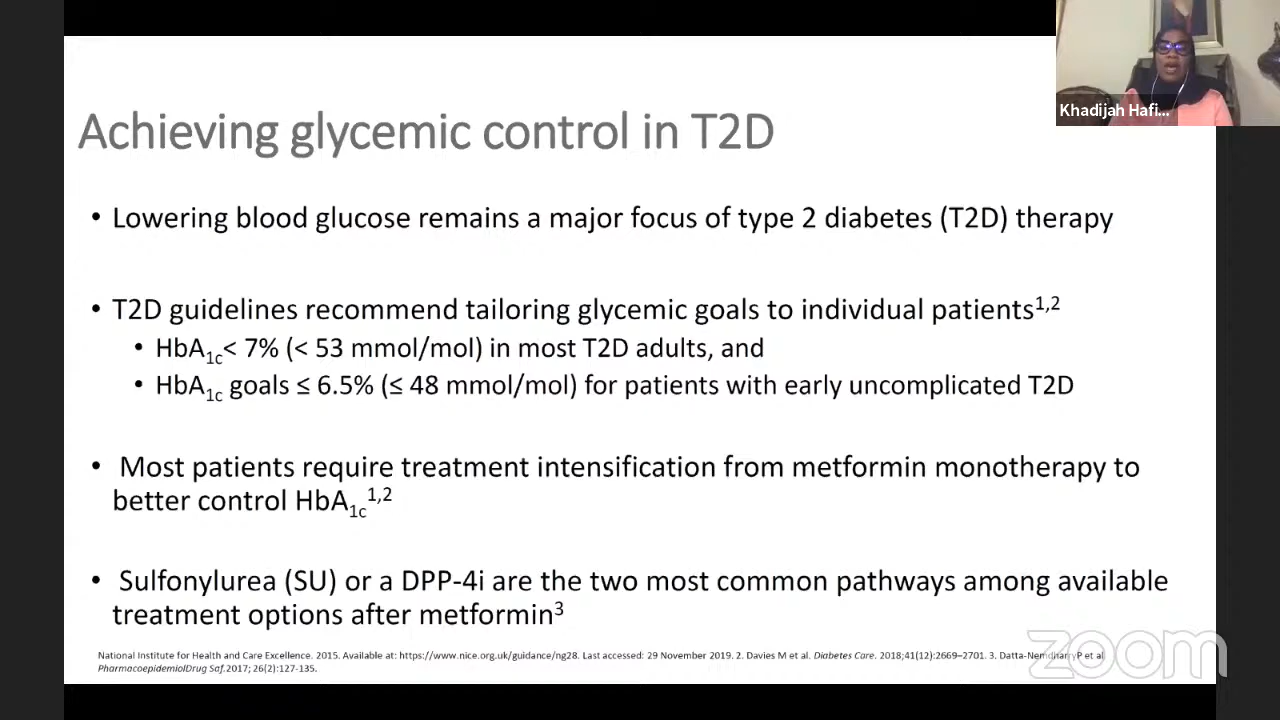 Khadijah Hafi...
Achieving glycemic control in T2D
• Lowering blood glucose remains a major focus of type 2 diabetes (T2D) therapy
• T2D guidelines recommend tailoring glycemic goals to individual patients1,2
• HbA1c< 7% (< 53 mmol/mol) in most T2D adults, and
• HbA1c goals ≤ 6.5% (≤ 48 mmol/mol) for patients with early uncomplicated T2D
• Most patients require treatment intensification from metformin monotherapy to
better control HbA1c1,2
• Sulfonylurea (SU) or a DPP-4i are the two most common pathways among available
treatment options after metformin3
National Institute for Health and Care Excellence. 2015. Available at: https://www.nice.org.uk/guidance/ng28. Last accessed: 29 November 2019. 2. Davies M et al. Diabetes Care. 2018;41(12):2669–2701. 3. Datta-NemdharryP et al
PharmacoepidemiolDrug Saf.2017; 26(2):127-135.
zoom